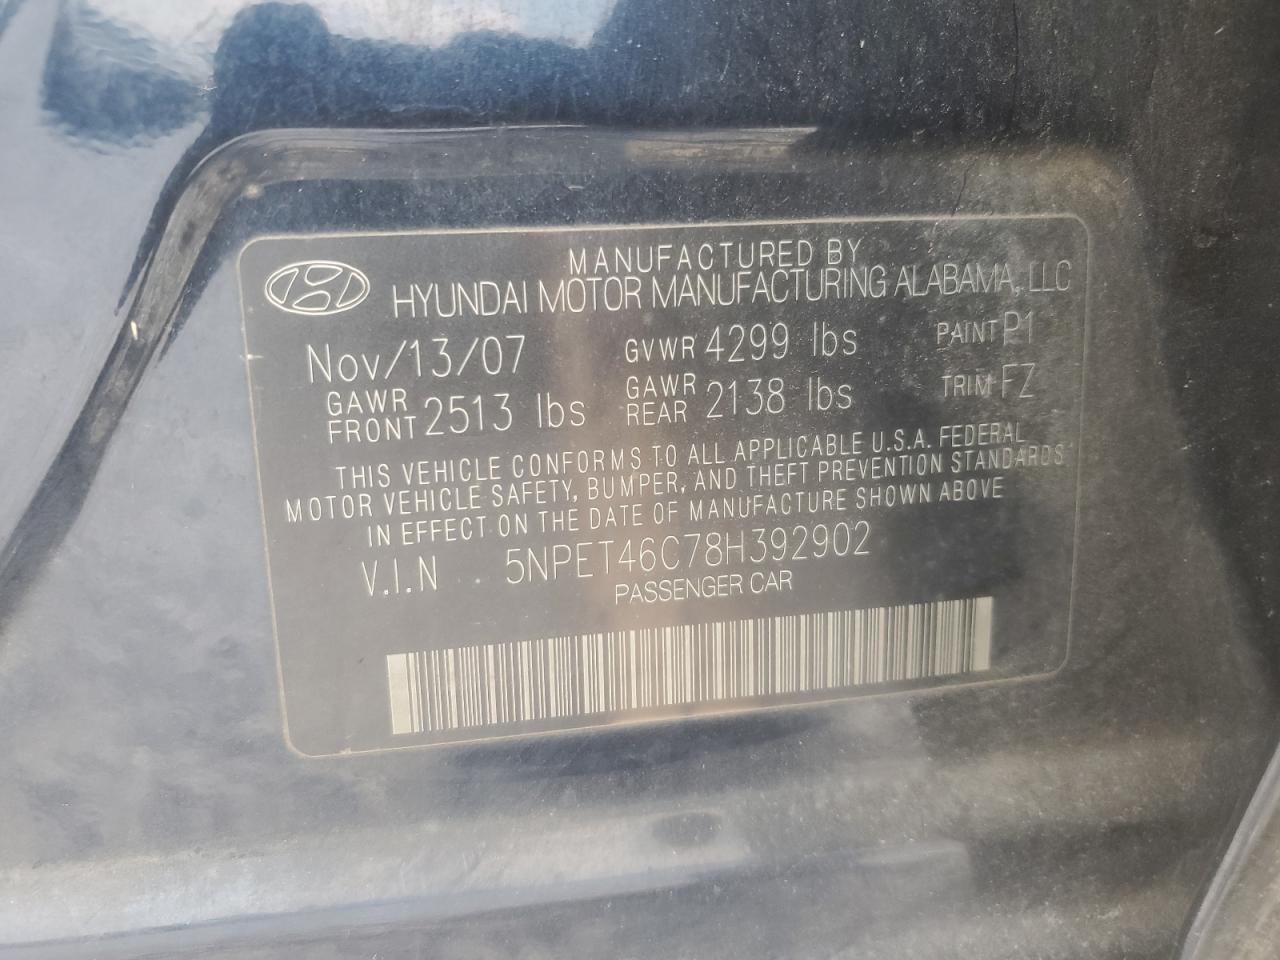 MANUFACTURED BY
HYUNDAI MOTOR MANUFACTURING ALABAMA, LLC
Nov/13/07 GVWR 4299 lbs PAINT P1
GAWR FRONT 2513 lbs GAWR REAR 2138 lbs TRIM FZ
THIS VEHICLE CONFORMS TO ALL APPLICABLE U.S.A. FEDERAL
MOTOR VEHICLE SAFETY, BUMPER, AND THEFT PREVENTION STANDARDS
IN EFFECT ON THE DATE OF MANUFACTURE SHOWN ABOVE
V.I.N 5NPET46C78H392902
PASSENGER CAR